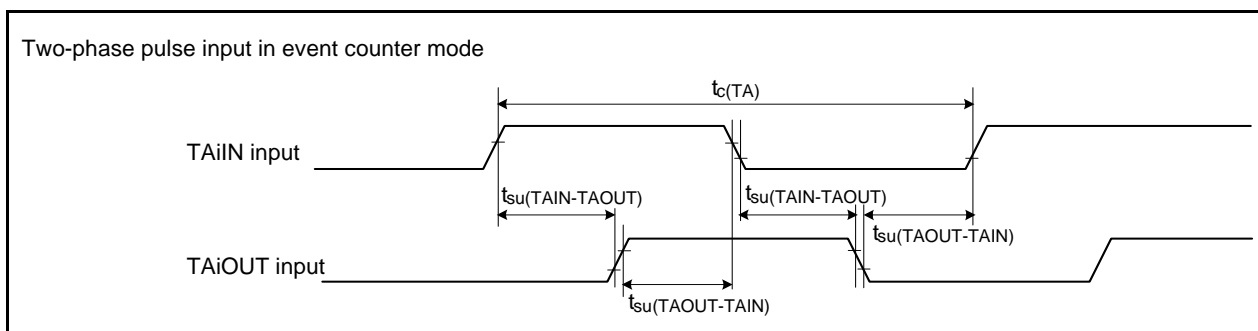 Two-phase pulse input in event counter mode
tc(TA)
TAiIN input
tsu(TAIN-TAOUT)
tsu(TAIN-TAOUT)
tsu(TAOUT-TAIN)
TAiOUT input
tsu(TAOUT-TAIN)